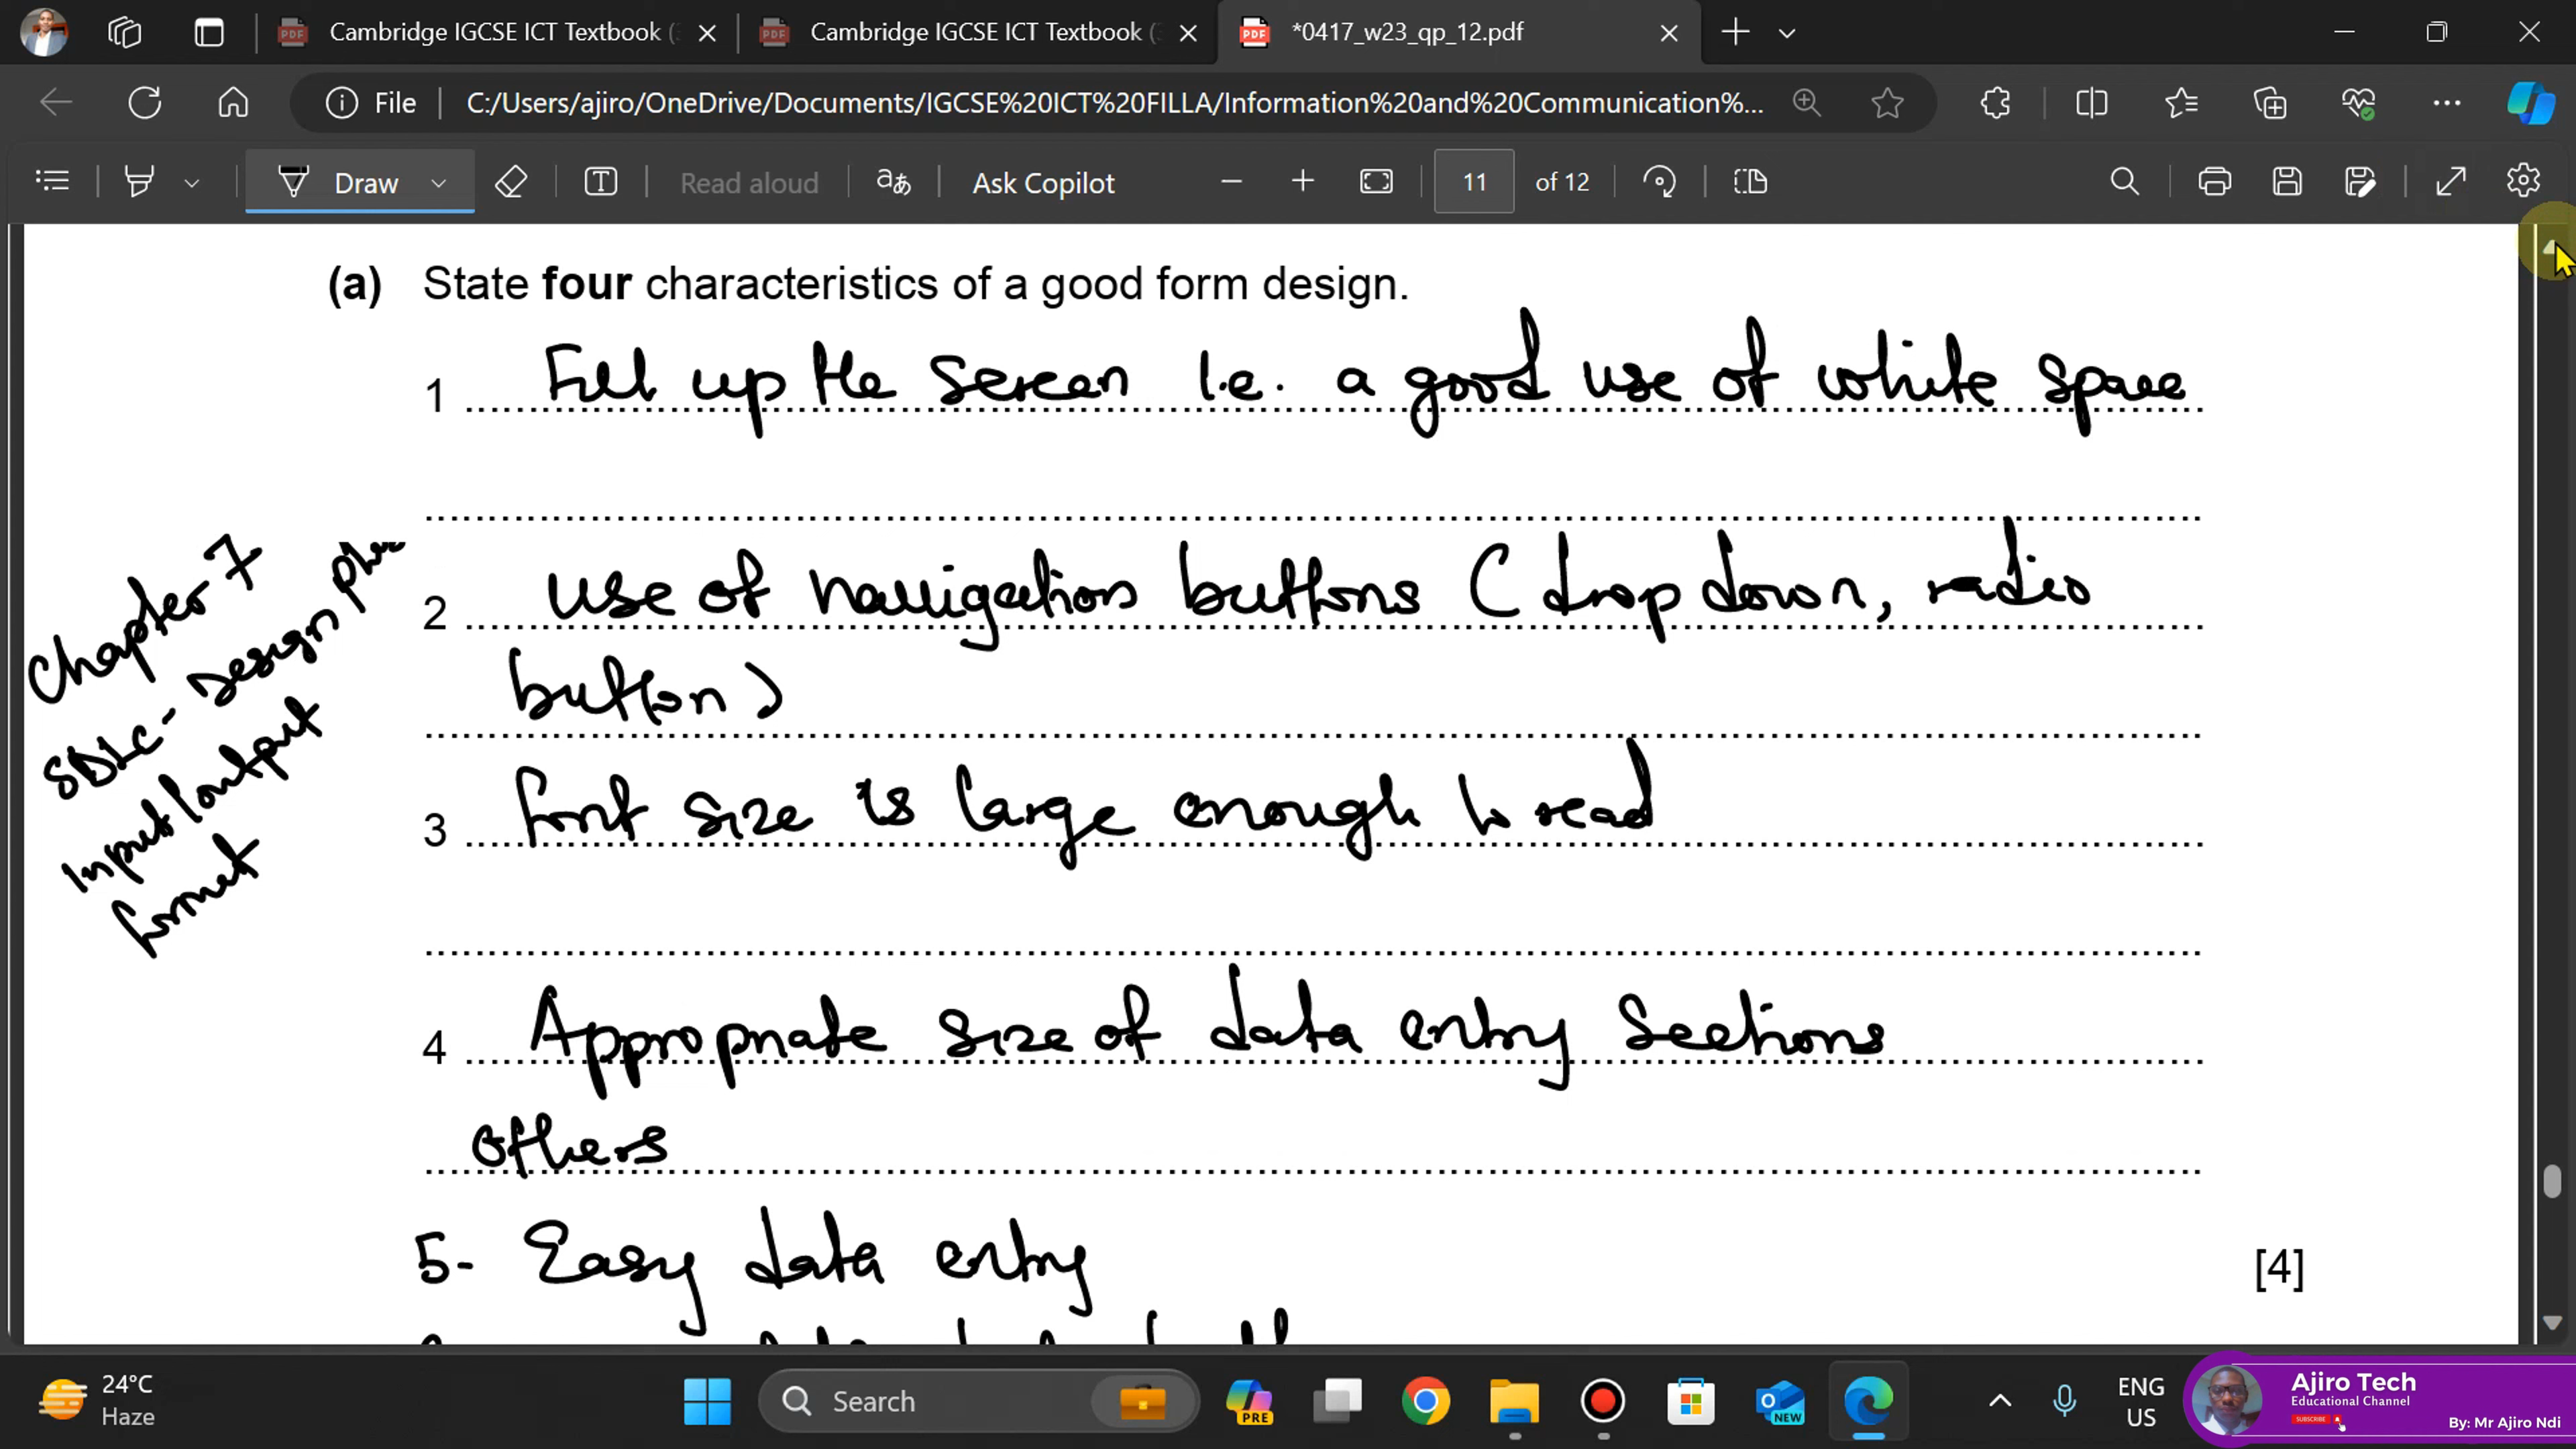 Cambridge IGCSE ICT Textbook (
Cambridge IGCSE ICT Textbook (
*0417_w23_qp_12.pdf
File
C:/Users/ajiro/OneDrive/Documents/IGCSE%20ICT%20FILLA/Information%20and%20Communication%...
Draw
Read aloud
aあ
Ask Copilot
11 of 12
(a) State four characteristics of a good form design.
1 Fill up the screen i.e. a good use of white space
2 use of navigation buttons (drop down, radio
button)
3 font size is large enough to read
4 Appropriate size of data entry sections
others
5- Easy data entry
[4]
Chapter 7
SDLC - Design
Input/output
format
24°C
Haze
Search
PRE
NEW
ENG
US
Ajiro Tech
Educational Channel
SUBSCRIBE
By: Mr Ajiro Ndi